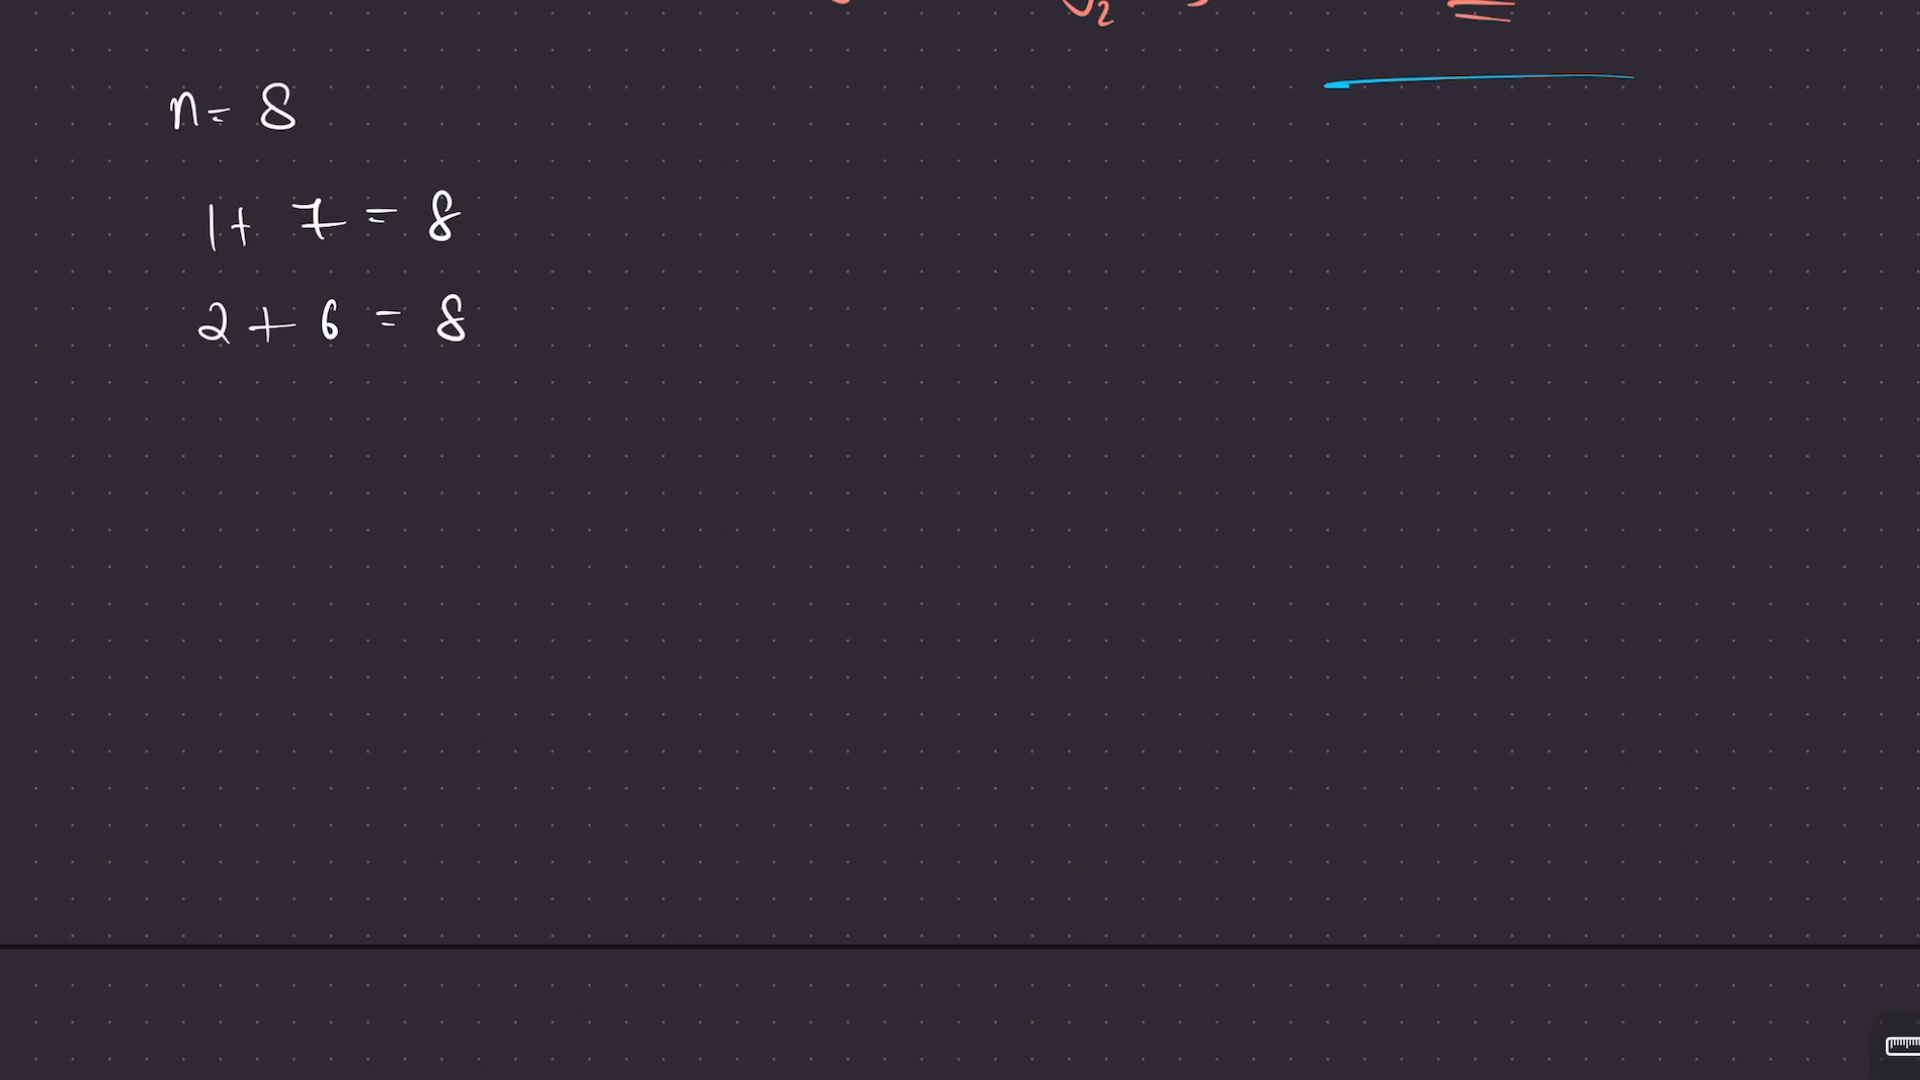 n= 8
1+ 7 = 8
2 + 6 = 8